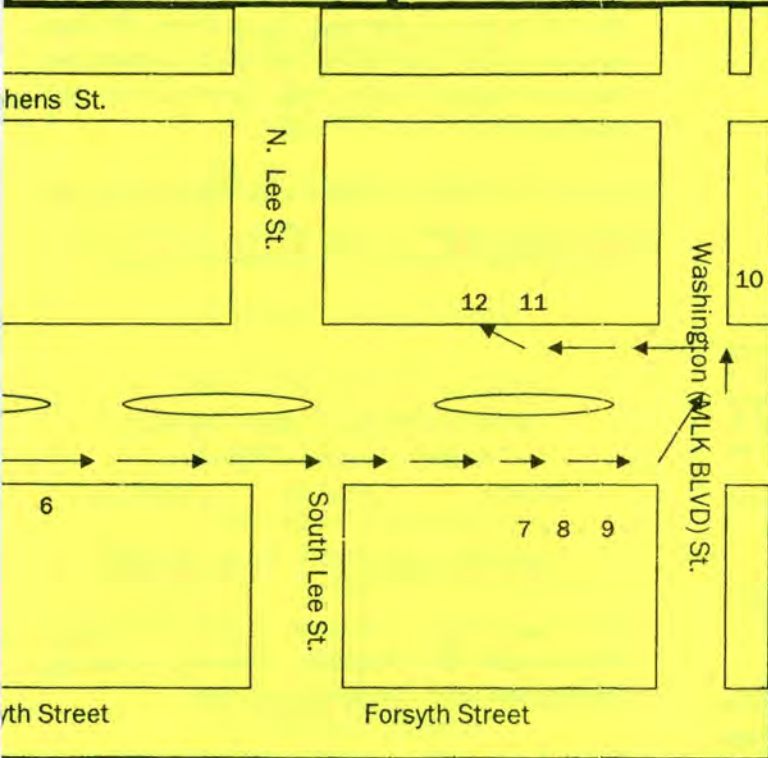 hens St.
N. Lee St.
Washington (MLK BLVD) St.
10
12 11
6
South Lee St.
7 8 9
yth Street
Forsyth Street